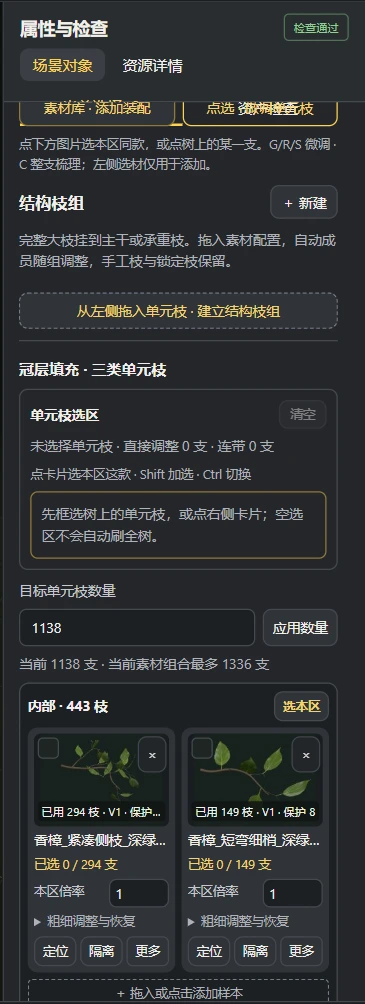 属性与检查
检查通过
场景对象
资源详情
素材库 · 添加装配
点选
枝
点下方图片选本区同款，或点树上的某一支。G/R/S 微调 ·
C 整支梳理；左侧选材仅用于添加。
结构枝组
+ 新建
完整大枝挂到主干或承重枝。拖入素材配置，自动成
员随组调整，手工枝与锁定枝保留。
从左侧拖入单元枝 · 建立结构枝组
冠层填充 · 三类单元枝
单元枝选区
清空
未选择单元枝 · 直接调整 0 支 · 连带 0 支
点卡片选本区这款 · Shift 加选 · Ctrl 切换
先框选树上的单元枝，或点右侧卡片；空选
区不会自动刷全树。
目标单元枝数量
1138
应用数量
当前 1138 支 · 当前素材组合最多 1336 支
内部 · 443 枝
选本区
×
×
已用 294 枝 · V1 · 保护...
已用 149 枝 · V1 · 保护 8
香樟_紧凑侧枝_深绿...
香樟_短弯细梢_深绿...
已选 0 / 294 支
已选 0 / 149 支
本区倍率
1
本区倍率
1
▶ 粗细调整与恢复
▶ 粗细调整与恢复
定位
隔离
更多
定位
隔离
更多
+ 拖入或点击添加样本